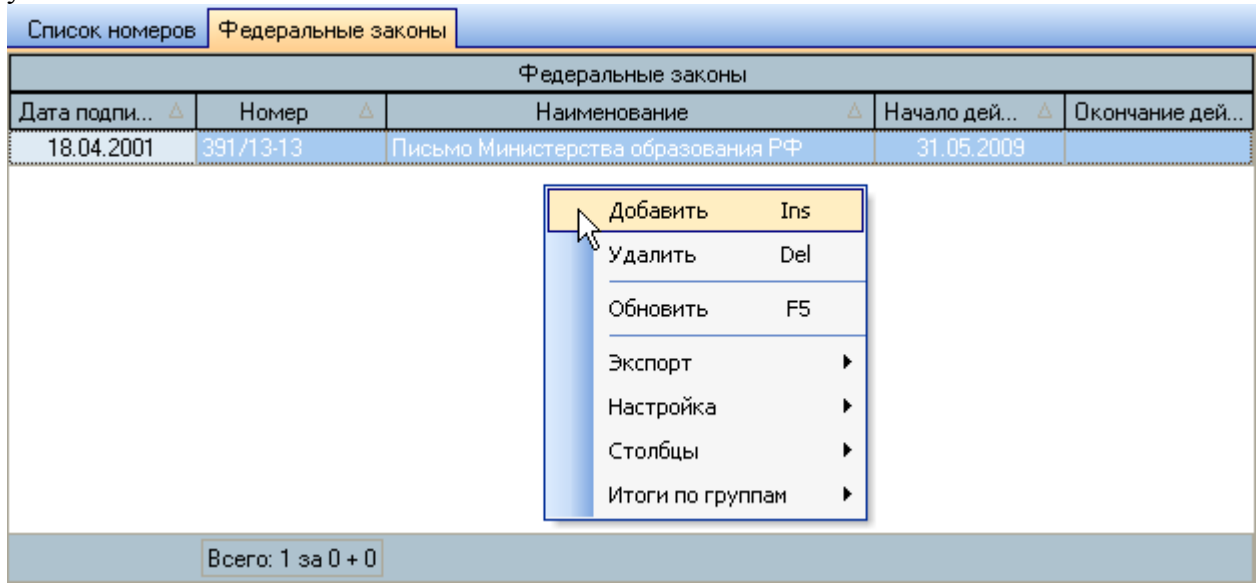 Список номеров Федеральные законы
Федеральные законы
Дата подпи... Номер Наименование Начало дей... Окончание дей...
18.04.2001 391/13-13 Письмо Министерства образования РФ 31.05.2009
Добавить Ins
Удалить Del
Обновить F5
Экспорт
Настройка
Столбцы
Итоги по группам
Всего: 1 за 0 + 0